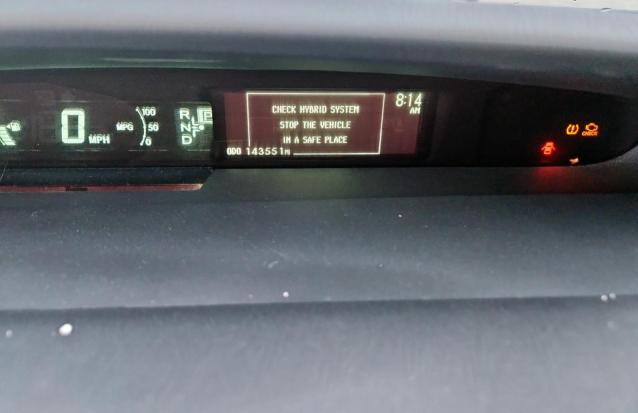 0 MPH
MPG
100
50
0
R
N
D
CHECK HYBRID SYSTEM
STOP THE VEHICLE
IN A SAFE PLACE
8:14
AM
ODO 143551M
CHECK